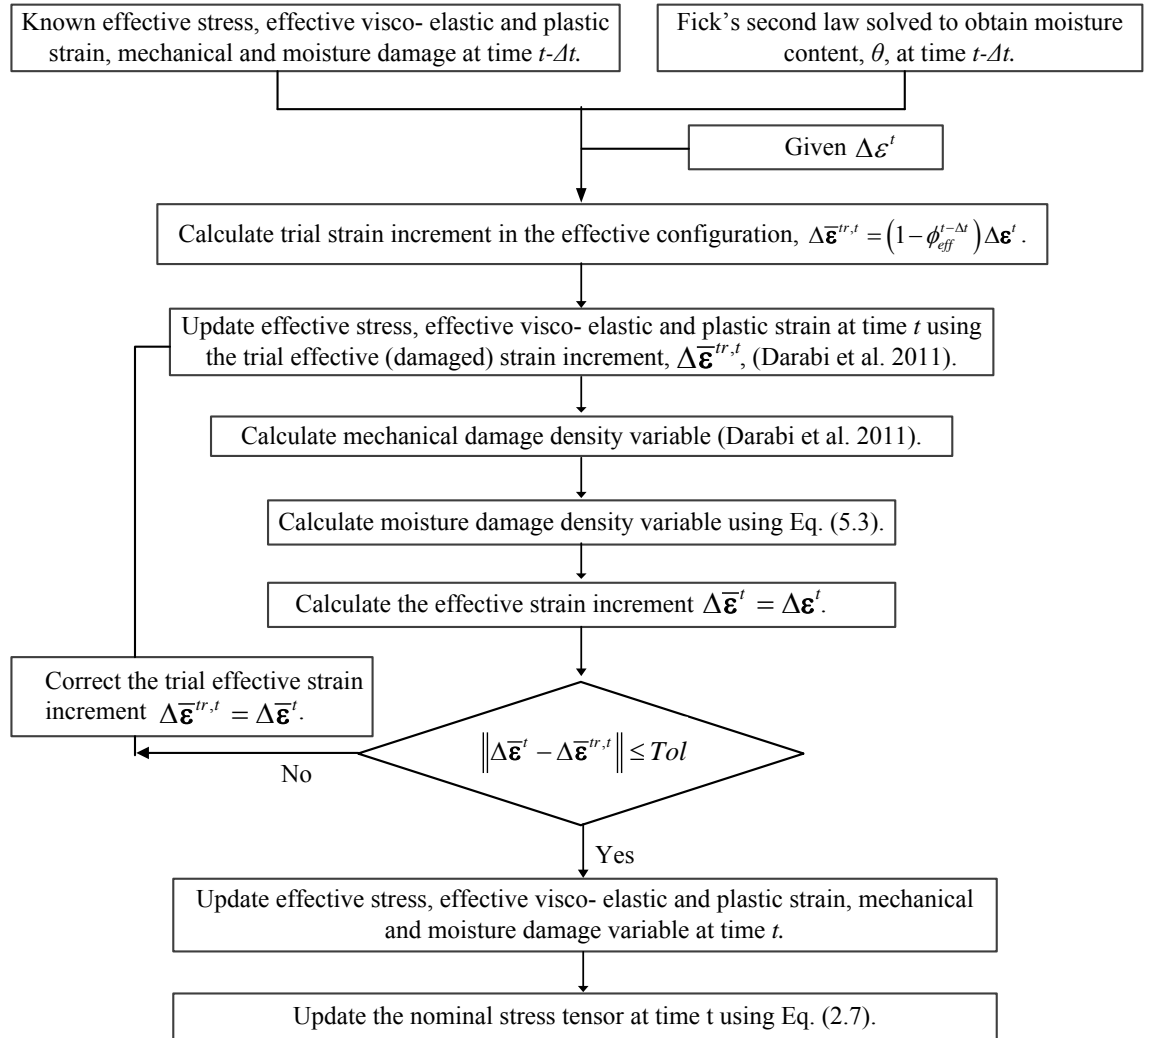 Known effective stress, effective visco- elastic and plastic
strain, mechanical and moisture damage at time t-Δt.
Fick's second law solved to obtain moisture
content, θ, at time t-Δt.
Given Δε^t
Calculate trial strain increment in the effective configuration, Δε̅^{tr,t} = (1−ϕ_{eff}^{t−Δt})Δε^t.
Update effective stress, effective visco- elastic and plastic strain at time t using
the trial effective (damaged) strain increment, Δε̅^{tr,t}, (Darabi et al. 2011).
Calculate mechanical damage density variable (Darabi et al. 2011).
Calculate moisture damage density variable using Eq. (5.3).
Calculate the effective strain increment Δε̅^t = Δε^t.
Correct the trial effective strain
increment Δε̅^{tr,t} = Δε̅^t.
‖Δε̅^t − Δε̅^{tr,t}‖ ≤ Tol
No
Yes
Update effective stress, effective visco- elastic and plastic strain, mechanical
and moisture damage variable at time t.
Update the nominal stress tensor at time t using Eq. (2.7).